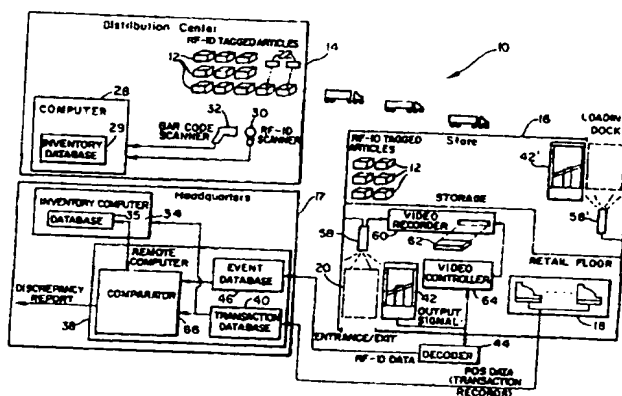 Distribution Center
RF-ID TAGGED ARTICLES
12
22
14
10
28
COMPUTER
29
INVENTORY
DATABASE
32
30
BAR CODE
SCANNER
RF-ID
SCANNER
16
LOADING
DOCK
RF-ID TAGGED
ARTICLES
Store
42'
12
STORAGE
58
Headquarters
17
INVENTORY COMPUTER
35
34
DATABASE
58
VIDEO
RECORDER
60
62
REMOTE
COMPUTER
EVENT
DATABASE
20
VIDEO
CONTROLLER
RETAIL FLOOR
42
64
COMPARATOR
46
40
DISCREPANCY
REPORT
TRANSACTION
DATABASE
OUTPUT
SIGNAL
18
38
66
ENTRANCE/EXIT
44
DECODER
RF-ID DATA
POS DATA
(TRANSACTION
RECORDS)